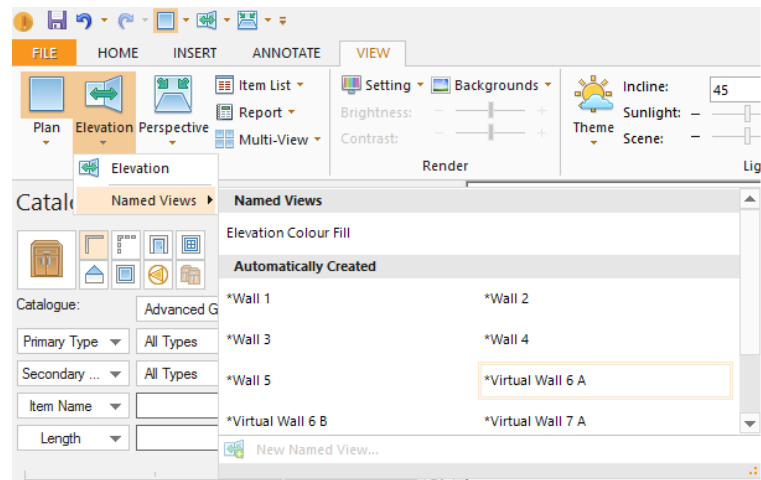 FILE HOME INSERT ANNOTATE VIEW
Item List Setting Backgrounds Incline: 45
Report Brightness: Sunlight:
Plan Elevation Perspective Multi-View Contrast: Theme Scene:
Render
Elevation
Named Views Named Views
Elevation Colour Fill
Automatically Created
*Wall 1 *Wall 2
Catalogue:
Advanced
Primary Type All Types *Wall 3 *Wall 4
Secondary ... All Types *Wall 5 *Virtual Wall 6 A
Item Name
Length *Virtual Wall 6 B *Virtual Wall 7 A
New Named View...